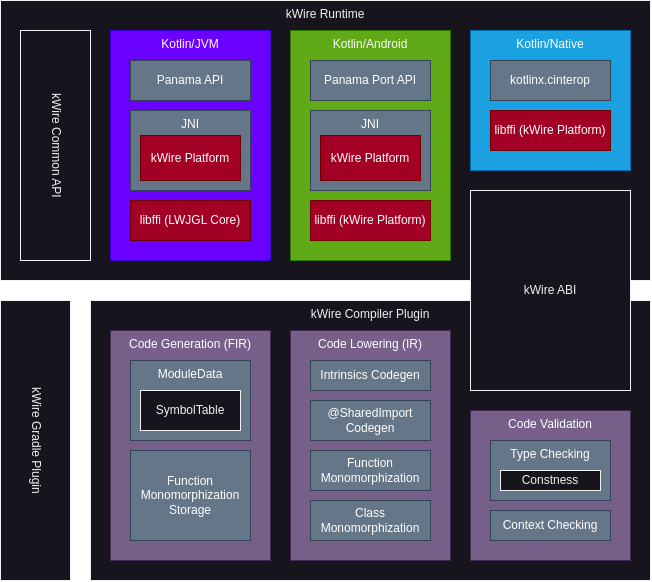 kWire Runtime
kWire Common API
Kotlin/JVM
Panama API
JNI
kWire Platform
libffi (LWJGL Core)
Kotlin/Android
Panama Port API
JNI
kWire Platform
libffi (kWire Platform)
Kotlin/Native
kotlinx.cinterop
libffi (kWire Platform)
kWire ABI
kWire Gradle Plugin
kWire Compiler Plugin
Code Generation (FIR)
ModuleData
SymbolTable
Function
Monomorphization
Storage
Code Lowering (IR)
Intrinsics Codegen
@SharedImport
Codegen
Function
Monomorphization
Class
Monomorphization
Code Validation
Type Checking
Constness
Context Checking